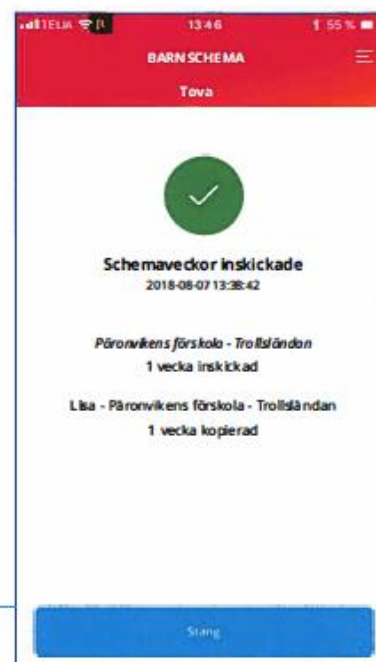 TELIA 13:46 55 %
BARNSCHEMA
Tova
Schemaveckor inskickade
2018-08-07 13:38:42
Päronvikens förskola - Trollsländan
1 vecka inskickad
Lisa - Päronvikens förskola - Trollsländan
1 vecka kopierad
Stäng